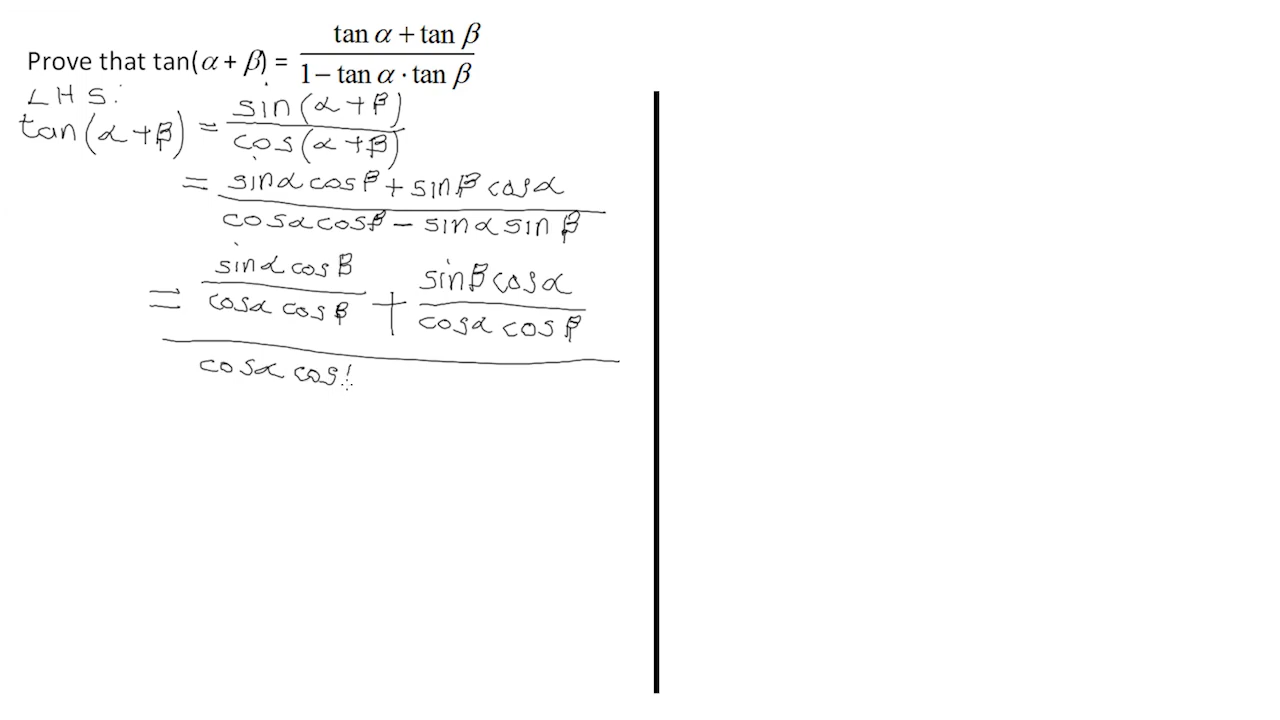 Prove that tan(α + β) = tan α + tan β / 1 − tan α · tan β
LHS:
tan(α+β) = sin(α+β) / cos(α+β)
= sinα cosβ + sinβ cosα / cosα cosβ − sinα sinβ
= sinα cosβ / cosα cosβ + sinβ cosα / cosα cosβ
cosα cos